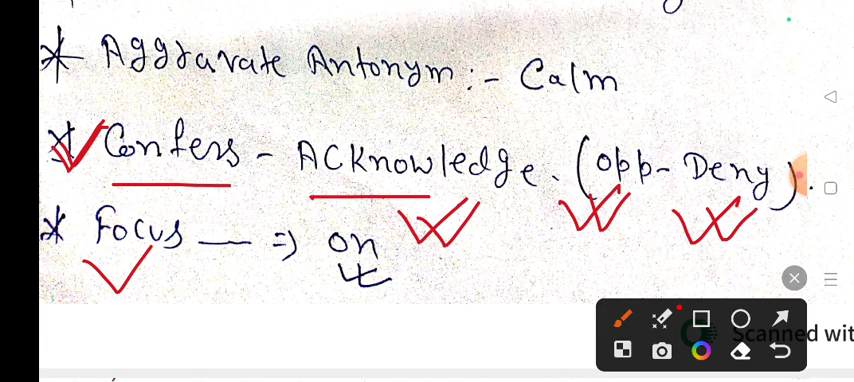 * Aggravate Antonym :- Calm
* Confers - ACKnowledge. (opp- Deny).
* Focus — => on
Scanned wit